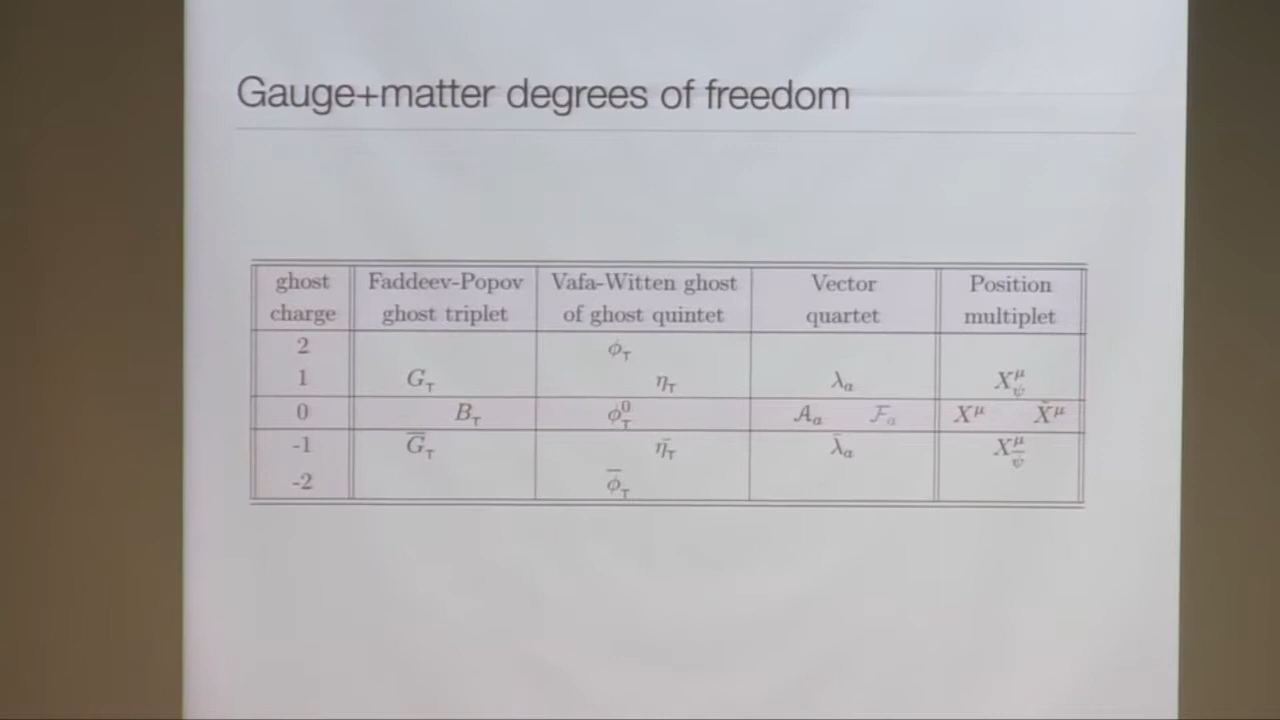 Gauge+matter degrees of freedom
ghost charge | Faddeev-Popov ghost triplet | Vafa-Witten ghost of ghost quintet | Vector quartet | Position multiplet
2 | | ϕ_T | |
1 | G_T | η_T | λ_a | X^μ_ψ
0 | B_T | ϕ^0_T | 𝒜_a ℱ_a | X^μ X̃^μ
-1 | G̅_T | η̄_T | λ̄_a | X^μ_ψ̅
-2 | | ϕ̅_T | |